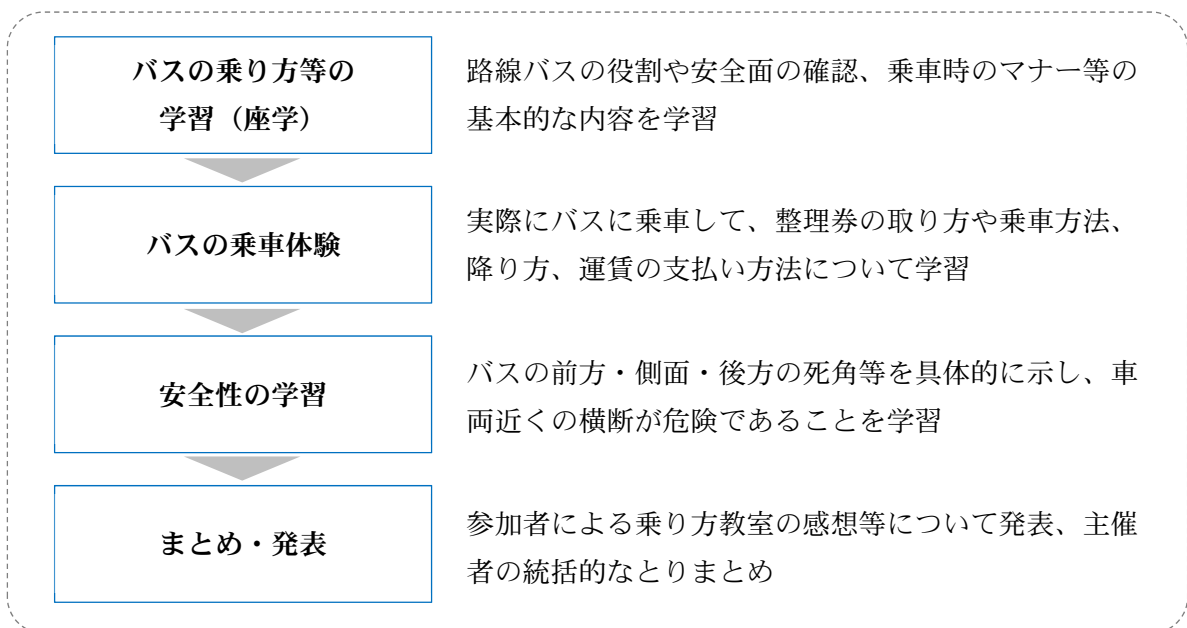 バスの乗り方等の
学習（座学）
路線バスの役割や安全面の確認、乗車時のマナー等の
基本的な内容を学習
バスの乗車体験
実際にバスに乗車して、整理券の取り方や乗車方法、
降り方、運賃の支払い方法について学習
安全性の学習
バスの前方・側面・後方の死角等を具体的に示し、車
両近くの横断が危険であることを学習
まとめ・発表
参加者による乗り方教室の感想等について発表、主催
者の統括的なとりまとめ